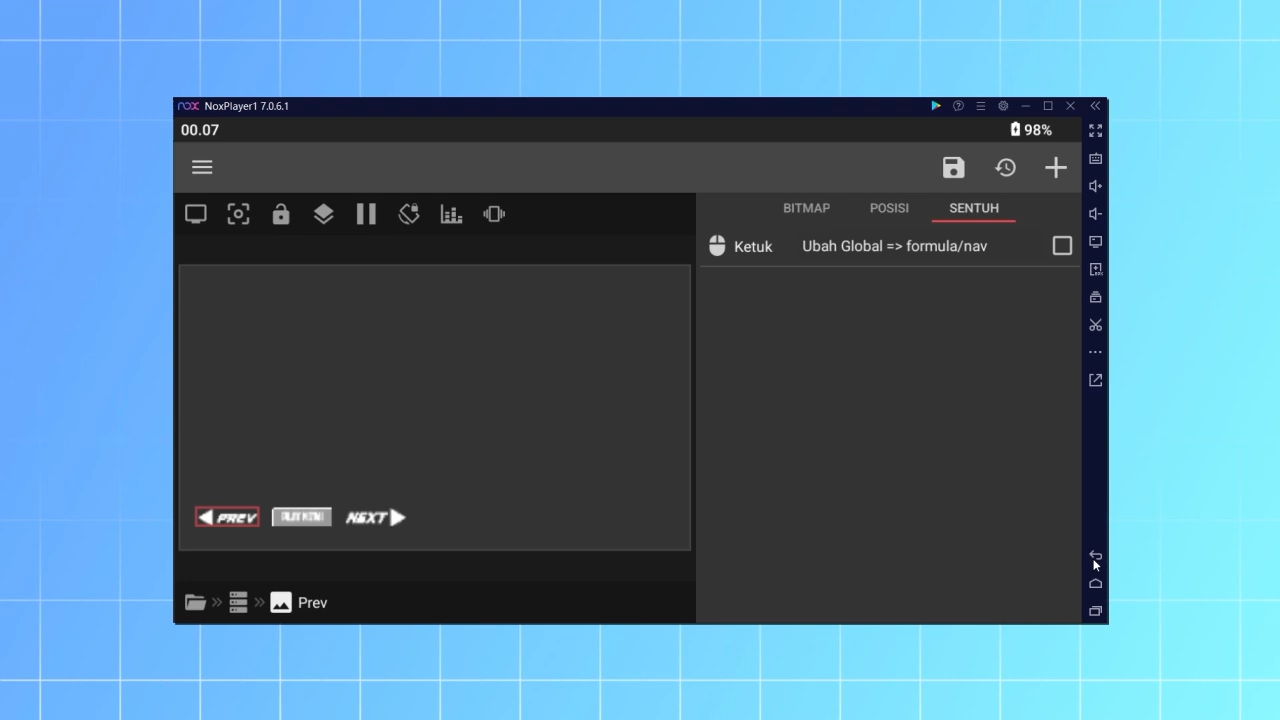 nox NoxPlayer1 7.0.6.1
00.07
98%
BITMAP POSISI SENTUH
Ketuk Ubah Global => formula/nav
PREV NEXT
Prev